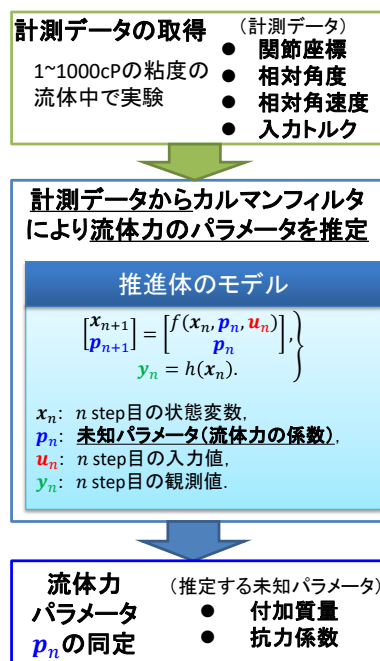 計測データの取得
1~1000cPの粘度の
流体中で実験
(計測データ)
● 関節座標
● 相対角度
● 相対角速度
● 入力トルク
計測データからカルマンフィルタ
により流体力のパラメータを推定
推進体のモデル
[x_{n+1} p_{n+1}] = [f(x_n, p_n, u_n) p_n],}
y_n = h(x_n).
x_n: n step目の状態変数,
p_n: 未知パラメータ(流体力の係数),
u_n: n step目の入力値,
y_n: n step目の観測値.
流体力
パラメータ
p_nの同定
(推定する未知パラメータ)
● 付加質量
● 抗力係数